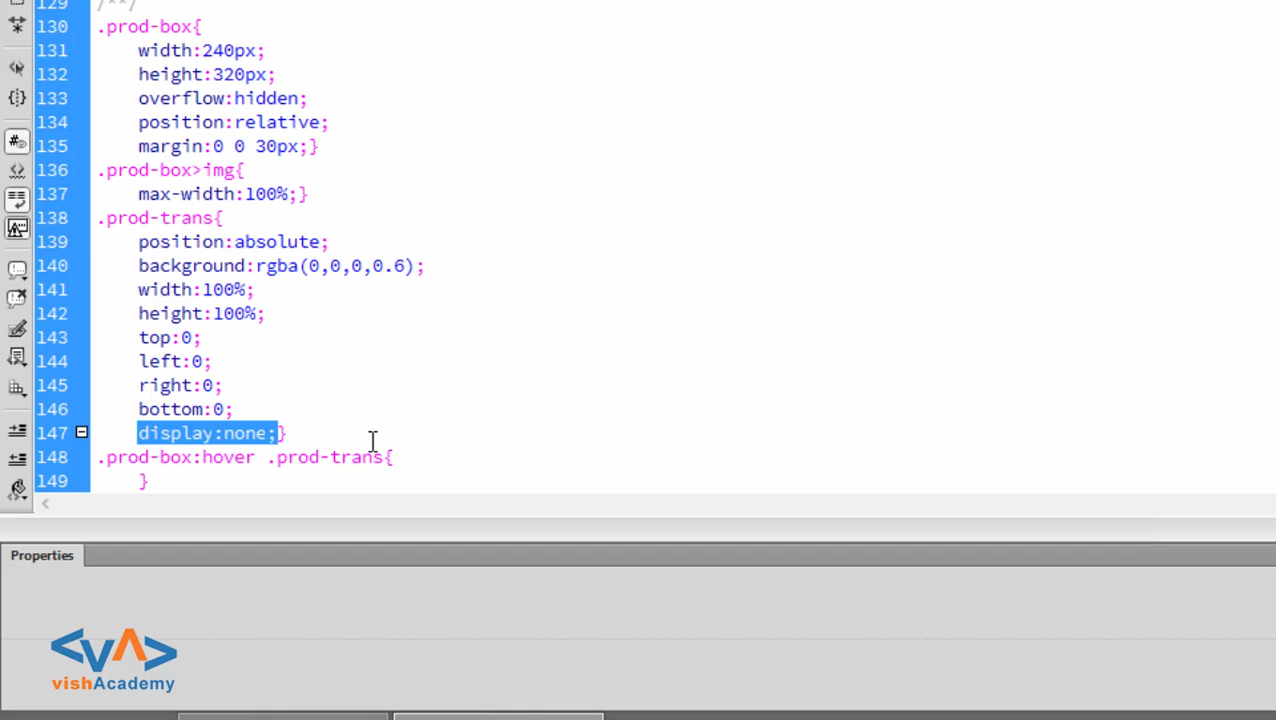 129 /**/
130 .prod-box{
131 width:240px;
132 height:320px;
133 overflow:hidden;
134 position:relative;
135 margin:0 0 30px;}
136 .prod-box>img{
137 max-width:100%;}
138 .prod-trans{
139 position:absolute;
140 background:rgba(0,0,0,0.6);
141 width:100%;
142 height:100%;
143 top:0;
144 left:0;
145 right:0;
146 bottom:0;
147 display:none;}
148 .prod-box:hover .prod-trans{
149 }
Properties
<VA>
vishAcademy